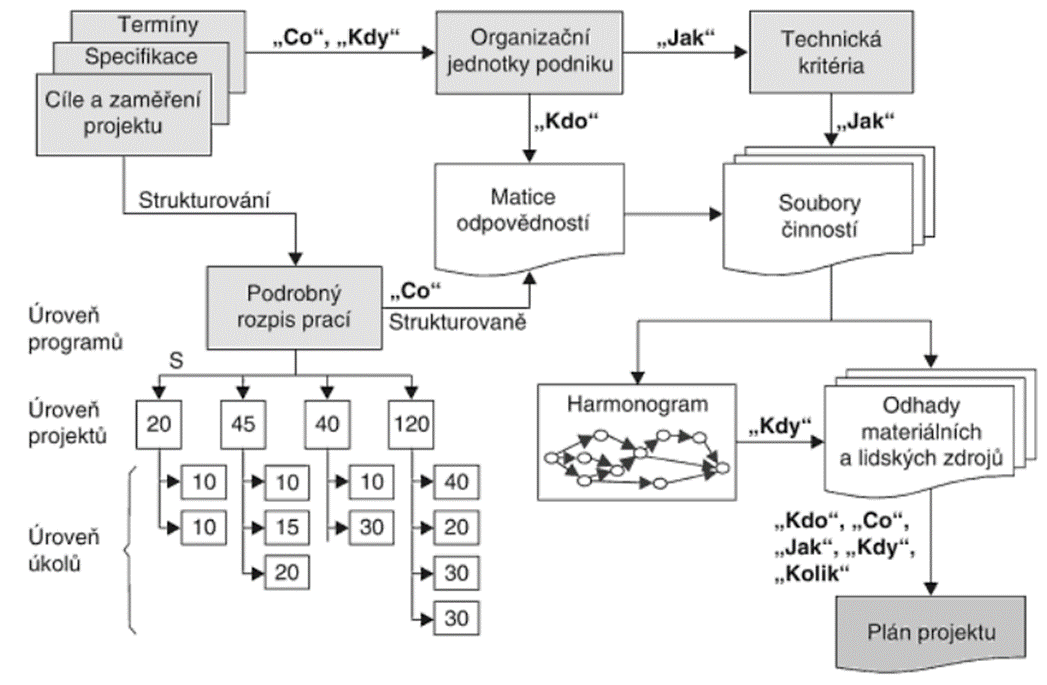 Termíny
Specifikace
Cíle a zaměření
projektu
„Co“, „Kdy“
Organizační
jednotky podniku
„Jak“
Technická
kritéria
„Kdo“
„Jak“
Strukturování
Matice
odpovědností
Soubory
činností
Podrobný
rozpis prací
„Co“
Strukturovaně
Úroveň
programů
S
Úroveň
projektů
20
45
40
120
Harmonogram
„Kdy“
Odhady
materiálních
a lidských zdrojů
Úroveň
úkolů
10
10
10
40
10
15
30
20
20
30
30
„Kdo“, „Co“,
„Jak“, „Kdy“,
„Kolik“
Plán projektu